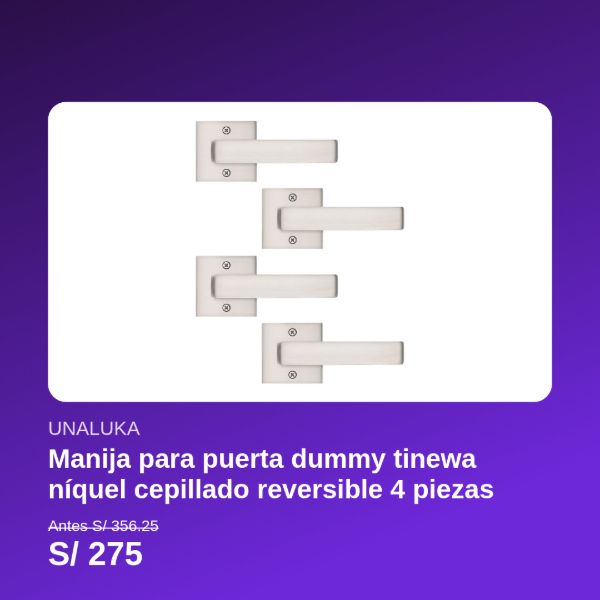 UNALUKA
Manija para puerta dummy tinewa
níquel cepillado reversible 4 piezas
Antes S/ 356.25
S/ 275